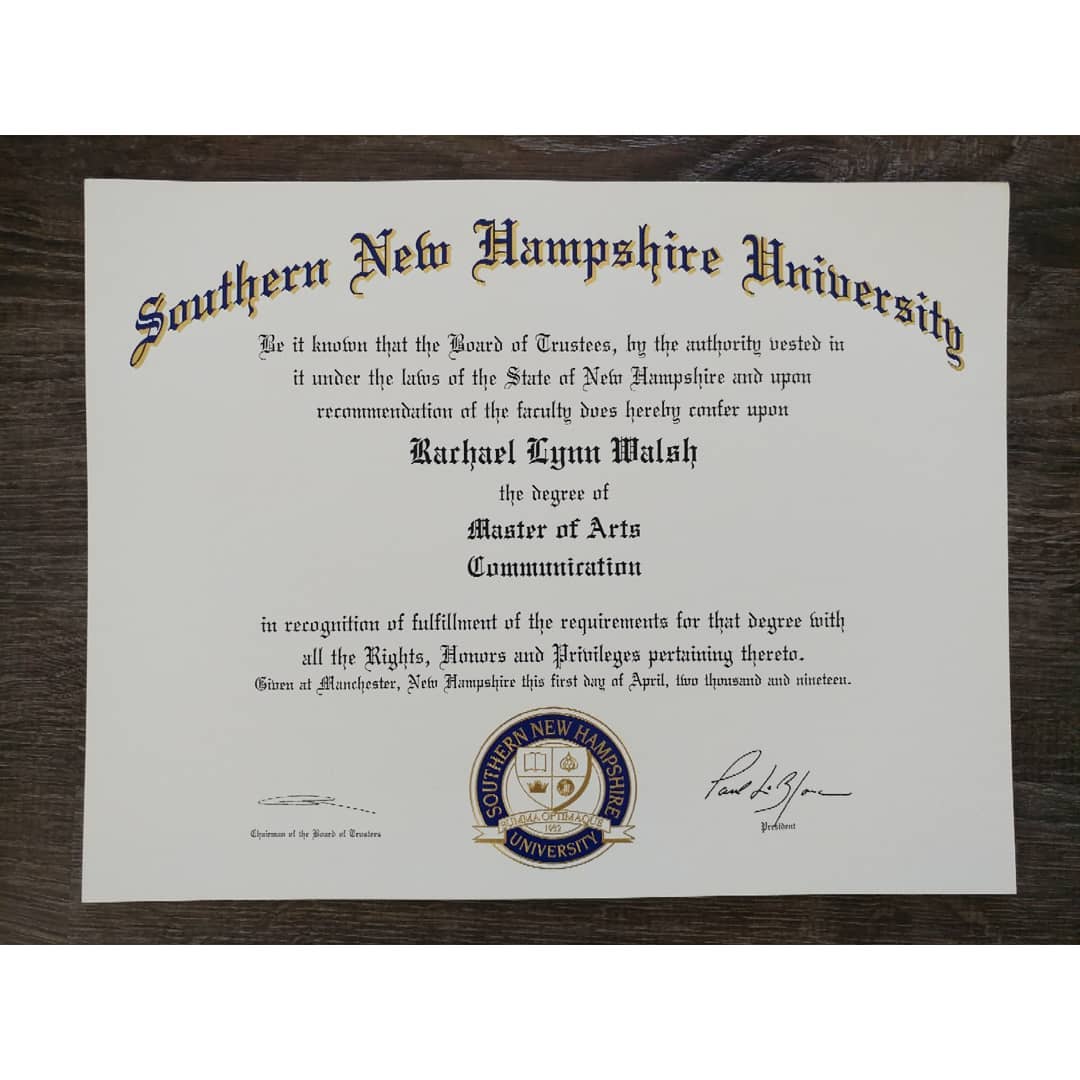 Southern New Hampshire University
Be it known that the Board of Trustees, by the authority vested in
it under the laws of the State of New Hampshire and upon
recommendation of the faculty does hereby confer upon
Rachael Lynn Walsh
the degree of
Master of Arts
Communication
in recognition of fulfillment of the requirements for that degree with
all the Rights, Honors and Privileges pertaining thereto.
Given at Manchester, New Hampshire this first day of April, two thousand and nineteen.
SOUTHERN NEW HAMPSHIRE
SUMMA OPTIMAQUE
1932
UNIVERSITY
Chairman of the Board of Trustees
President